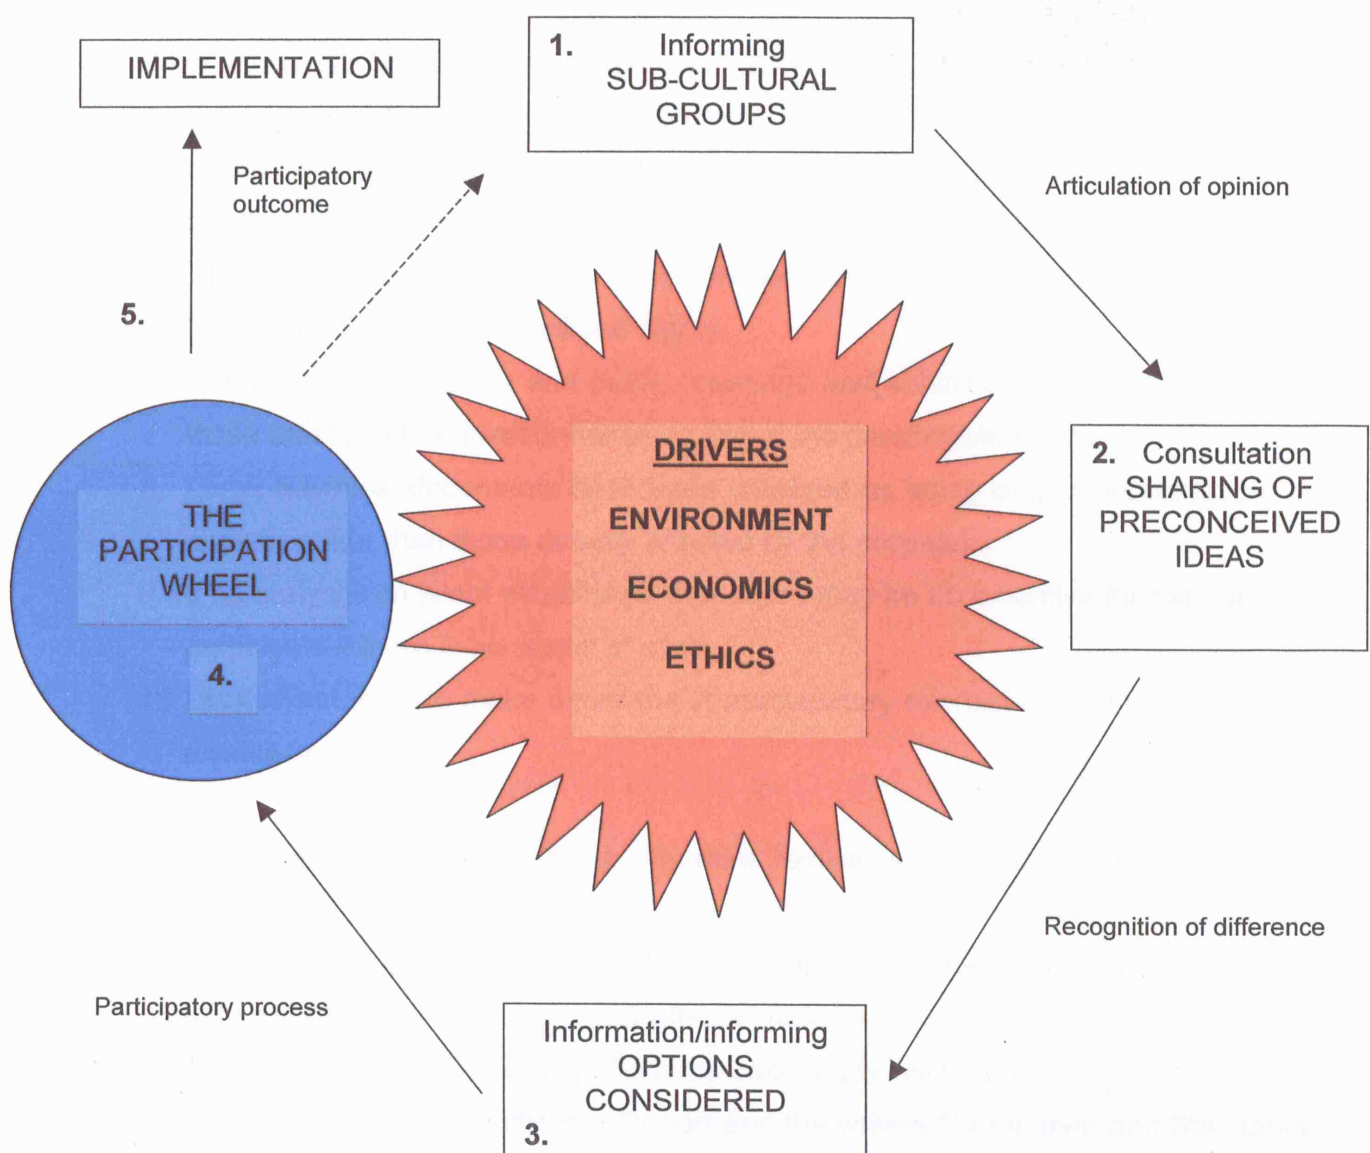 IMPLEMENTATION
1. Informing
SUB-CULTURAL
GROUPS
Participatory
outcome
Articulation of opinion
5.
2. Consultation
SHARING OF
PRECONCEIVED
IDEAS
DRIVERS
ENVIRONMENT
ECONOMICS
ETHICS
THE
PARTICIPATION
WHEEL
4.
Recognition of difference
Participatory process
Information/informing
OPTIONS
CONSIDERED
3.